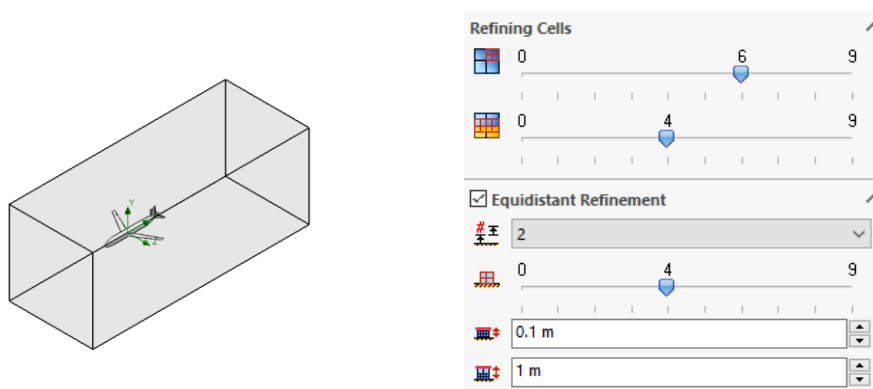 Refining Cells
0 6 9
0 4 9
Equidistant Refinement
# 2
0 4 9
0.1 m
1 m
Y
Z